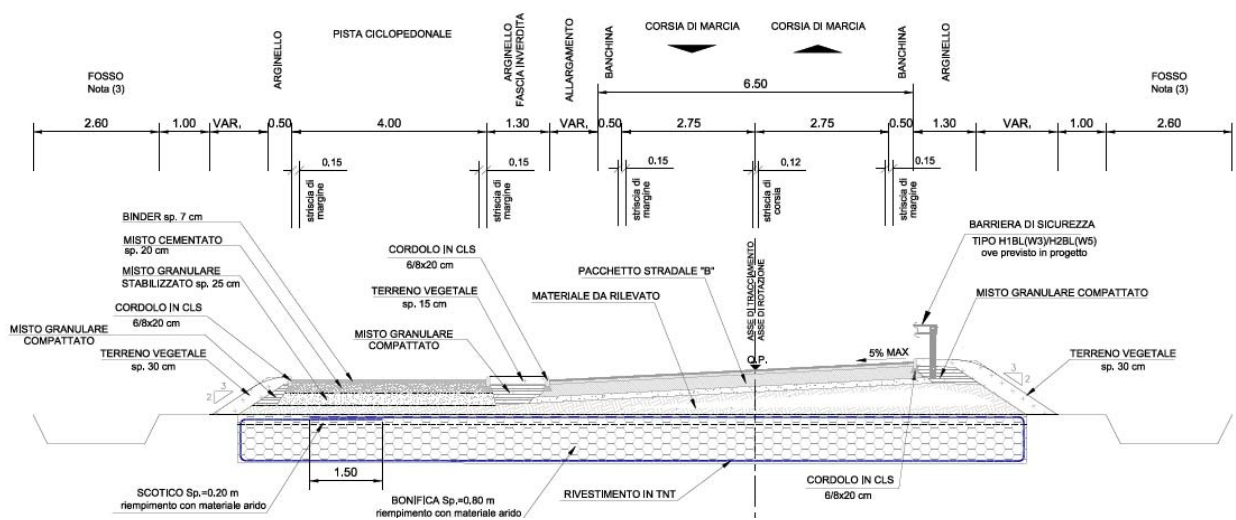 FOSSO
Nota (3)
ARGINELLO
PISTA CICLOPEDONALE
ARGINELLO
FASCIA INVERDITA
ALLARGAMENTO
BANCHINA
CORSIA DI MARCIA
CORSIA DI MARCIA
BANCHINA
ARGINELLO
FOSSO
Nota (3)
6.50
2.60
1.00
VAR.
0.50
4.00
1.30
VAR.
0.50
2.75
2.75
0.50
1.30
VAR.
1.00
2.60
0,15
0,15
0.15
0,12
0.15
striscia di
margine
striscia di
margine
striscia di
margine
striscia di
corsia
striscia di
margine
BINDER sp. 7 cm
MISTO CEMENTATO
sp. 20 cm
MISTO GRANULARE
STABILIZZATO sp. 25 cm
CORDOLO IN CLS
6/8x20 cm
MISTO GRANULARE
COMPATTATO
TERRENO VEGETALE
sp. 30 cm
CORDOLO IN CLS
6/8x20 cm
TERRENO VEGETALE
sp. 15 cm
MISTO GRANULARE
COMPATTATO
PACCHETTO STRADALE "B"
MATERIALE DA RILEVATO
ASSE DI TRACCIAMENTO
ASSE DI ROTAZIONE
Q.P.
5% MAX
BARRIERA DI SICUREZZA
TIPO H1BL(W3)/H2BL(W5)
ove previsto in progetto
MISTO GRANULARE COMPATTATO
TERRENO VEGETALE
sp. 30 cm
3
2
3
2
1.50
SCOTICO Sp.=0.20 m
riempimento con materiale arido
BONIFICA Sp.=0.80 m
riempimento con materiale arido
RIVESTIMENTO IN TNT
CORDOLO IN CLS
6/8x20 cm